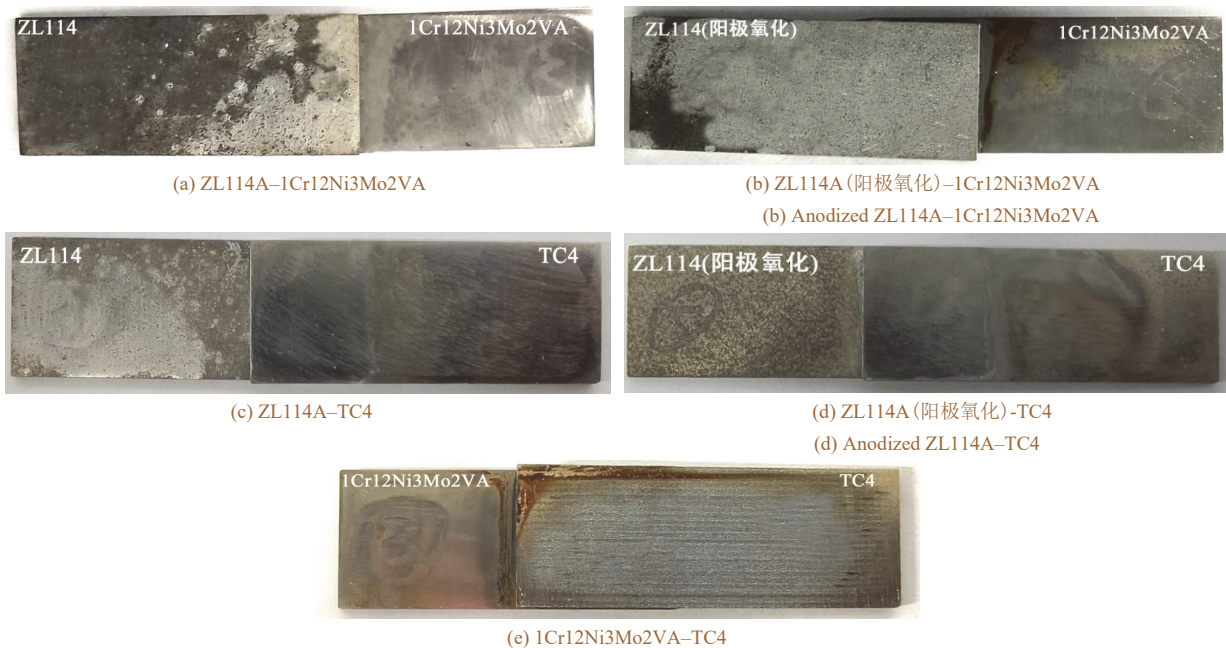 ZL114 1Cr12Ni3Mo2VA
ZL114(阳极氧化) 1Cr12Ni3Mo2VA
(a) ZL114A–1Cr12Ni3Mo2VA
(b) ZL114A(阳极氧化)–1Cr12Ni3Mo2VA
(b) Anodized ZL114A–1Cr12Ni3Mo2VA
ZL114 TC4
ZL114(阳极氧化) TC4
(c) ZL114A–TC4
(d) ZL114A(阳极氧化)-TC4
(d) Anodized ZL114A–TC4
1Cr12Ni3Mo2VA TC4
(e) 1Cr12Ni3Mo2VA–TC4